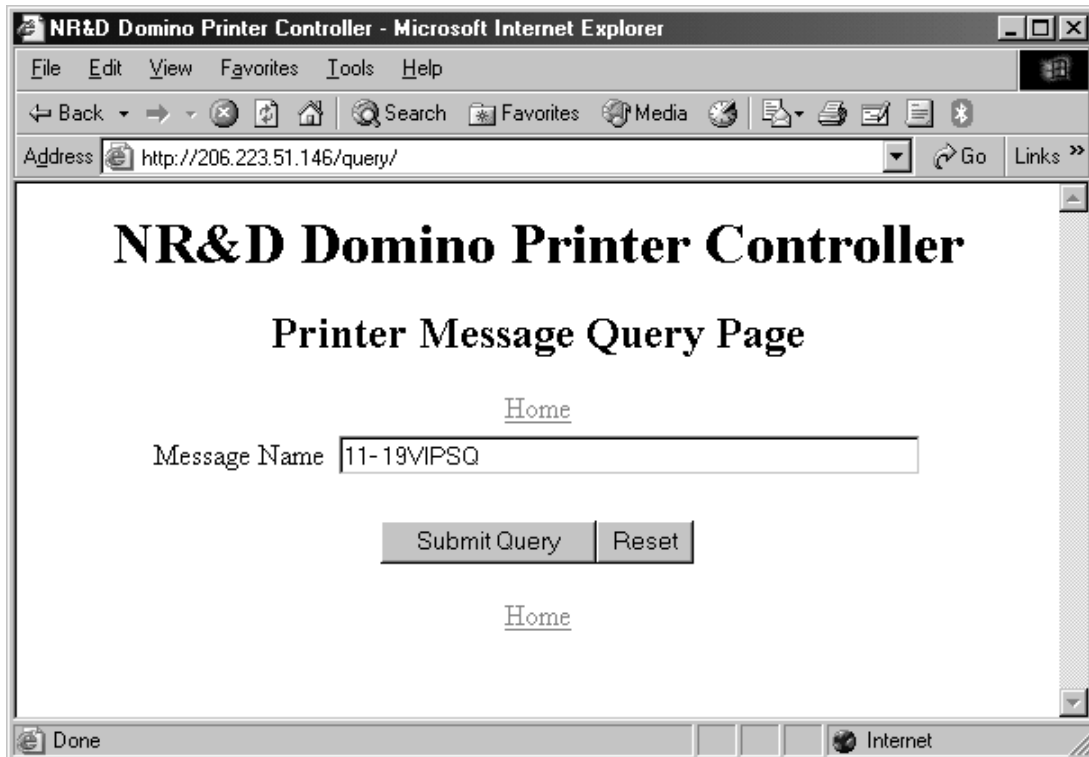 NR&D Domino Printer Controller - Microsoft Internet Explorer
File Edit View Favorites Tools Help
Back Search Favorites Media
Address http://206.223.51.146/query/ Go Links »
NR&D Domino Printer Controller
Printer Message Query Page
Home
Message Name 11-19VIPSQ
Submit Query Reset
Home
Done Internet